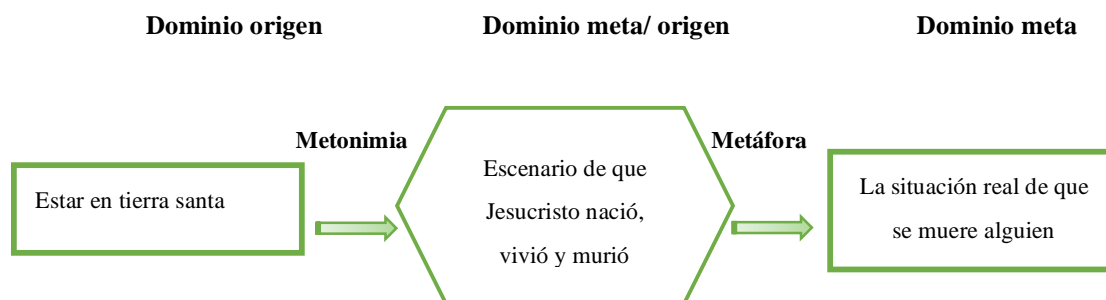 Dominio origen
Dominio meta/ origen
Dominio meta
Metonimia
Metáfora
Estar en tierra santa
Escenario de que
Jesucristo nació,
vivió y murió
La situación real de que
se muere alguien